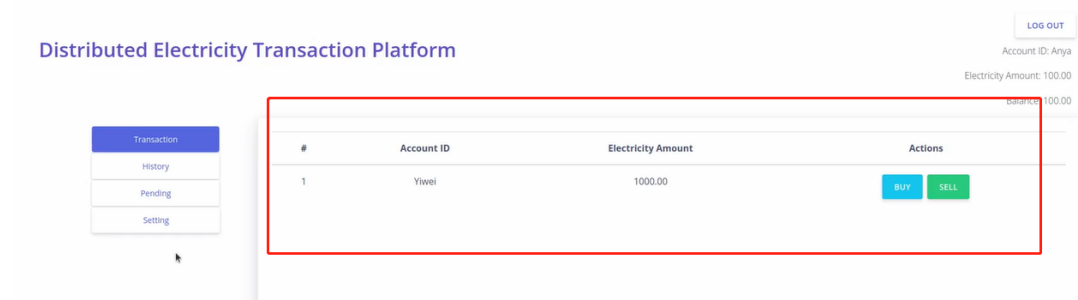 LOG OUT
Distributed Electricity Transaction Platform
Account ID: Anya
Electricity Amount: 100.00
Balance: 100.00
Transaction
History
Pending
Setting
# Account ID Electricity Amount Actions
1 Yiwei 1000.00 BUY SELL